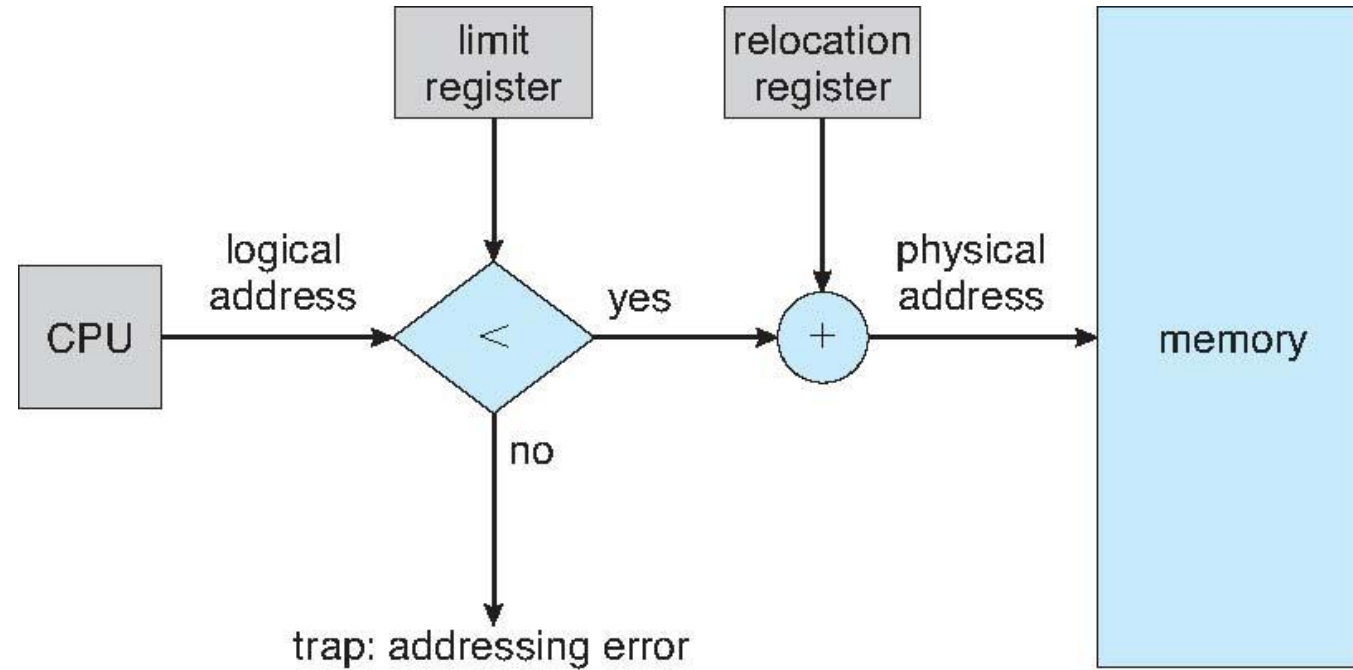 limit
register
relocation
register
logical
address
physical
address
CPU
<
yes
+
memory
no
trap: addressing error